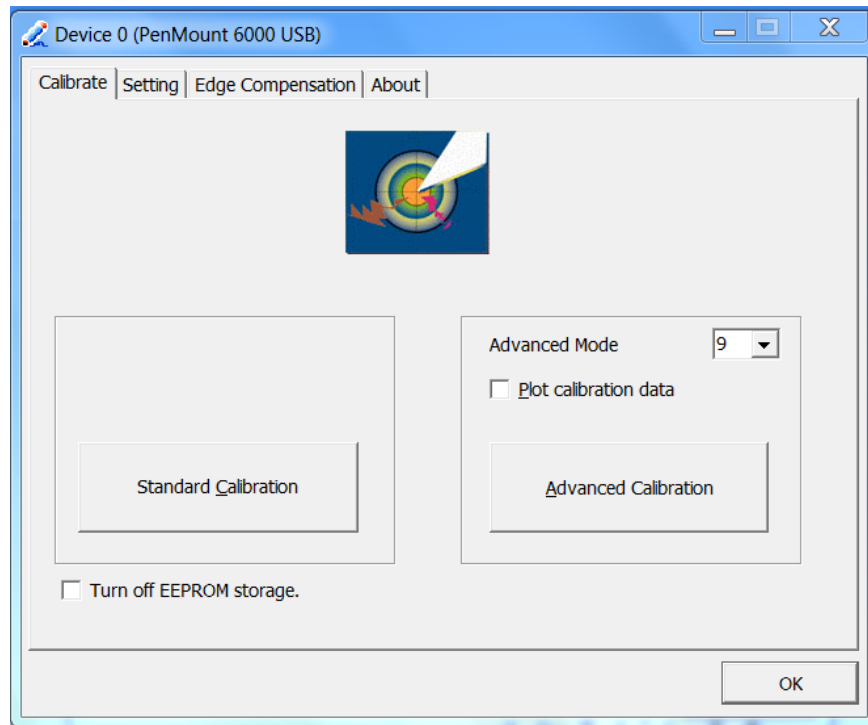 Device 0 (PenMount 6000 USB)
Calibrate Setting Edge Compensation About
Advanced Mode 9
Plot calibration data
Standard Calibration
Advanced Calibration
Turn off EEPROM storage.
OK